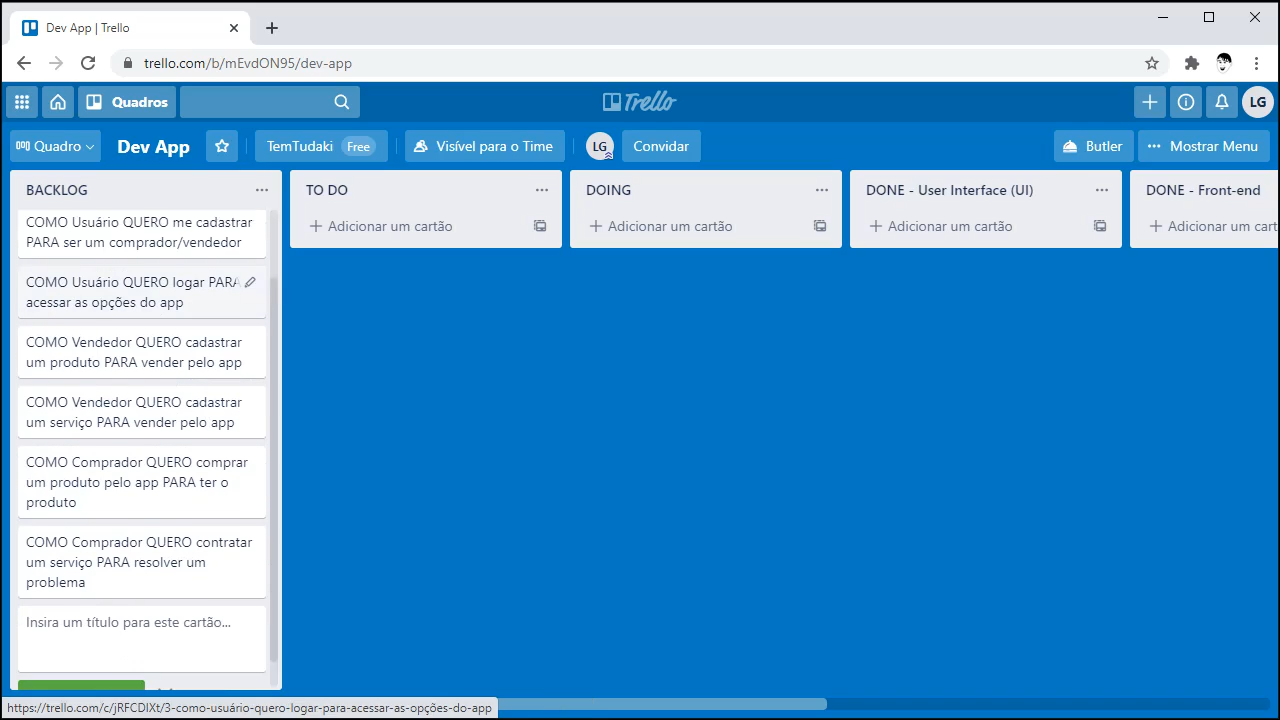 Dev App | Trello
trello.com/b/mEvdON95/dev-app
Quadros
Trello
LG
Quadro
Dev App
TemTudaki
Free
Visível para o Time
LG
Convidar
Butler
Mostrar Menu
BACKLOG
COMO Usuário QUERO me cadastrar
PARA ser um comprador/vendedor
COMO Usuário QUERO logar PARA
acessar as opções do app
COMO Vendedor QUERO cadastrar
um produto PARA vender pelo app
COMO Vendedor QUERO cadastrar
um serviço PARA vender pelo app
COMO Comprador QUERO comprar
um produto pelo app PARA ter o
produto
COMO Comprador QUERO contratar
um serviço PARA resolver um
problema
Insira um título para este cartão...
TO DO
Adicionar um cartão
DOING
Adicionar um cartão
DONE - User Interface (UI)
Adicionar um cartão
DONE - Front-end
Adicionar um cart
https://trello.com/c/jRFCDIXt/3-como-usuário-quero-logar-para-acessar-as-opções-do-app